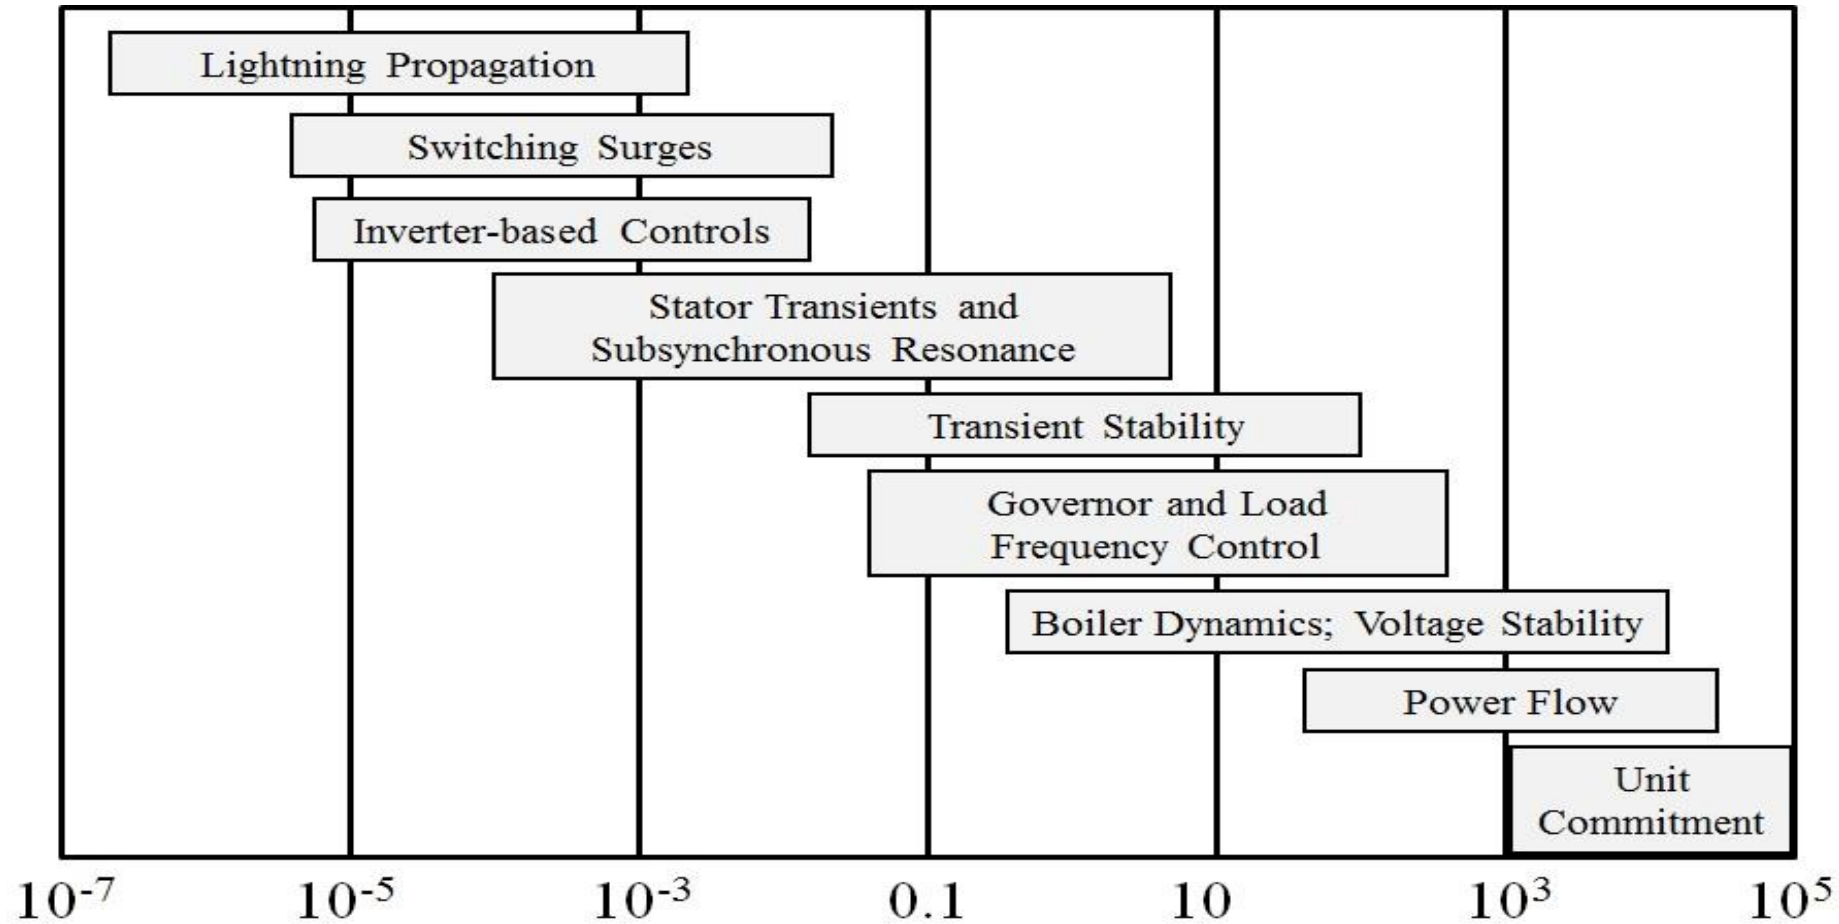 Lightning Propagation
Switching Surges
Inverter-based Controls
Stator Transients and
Subsynchronous Resonance
Transient Stability
Governor and Load
Frequency Control
Boiler Dynamics; Voltage Stability
Power Flow
Unit
Commitment
10⁻⁷ 10⁻⁵ 10⁻³ 0.1 10 10³ 10⁵